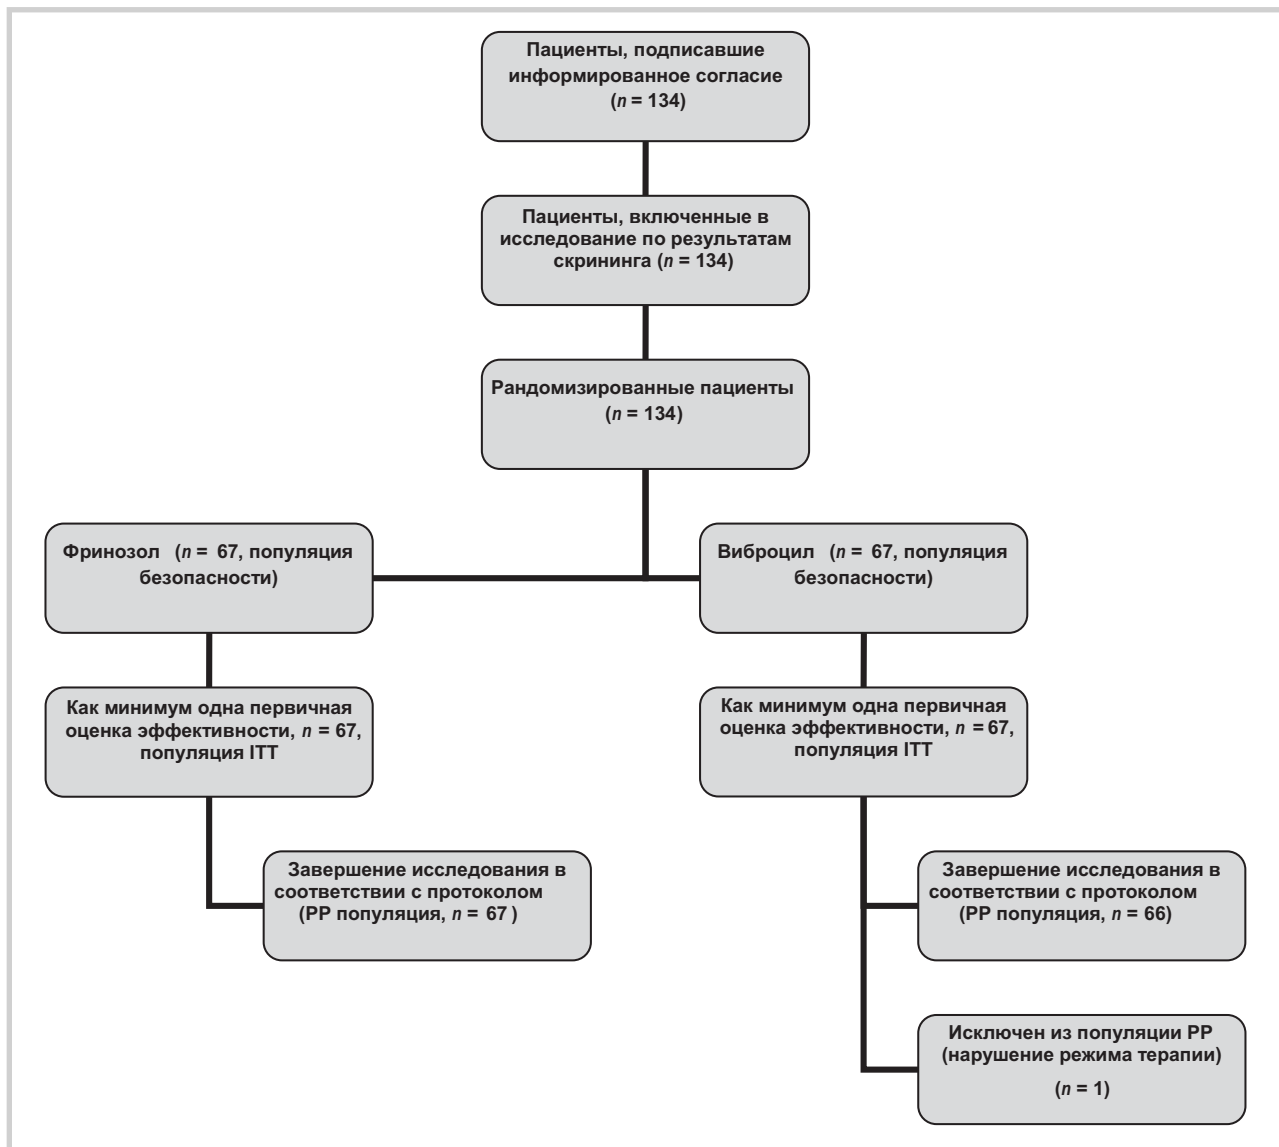 Пациенты, подписавшие
информированное согласие
(n = 134)
Пациенты, включенные в
исследование по результатам
скрининга (n = 134)
Рандомизированные пациенты
(n = 134)
Фринозол (n = 67, популяция
безопасности)
Виброцил (n = 67, популяция
безопасности)
Как минимум одна первичная
оценка эффективности, n = 67,
популяция ITT
Как минимум одна первичная
оценка эффективности, n = 67,
популяция ITT
Завершение исследования в
соответствии с протоколом
(PP популяция, n = 67 )
Завершение исследования в
соответствии с протоколом
(PP популяция, n = 66)
Исключен из популяции PP
(нарушение режима терапии)
(n = 1)